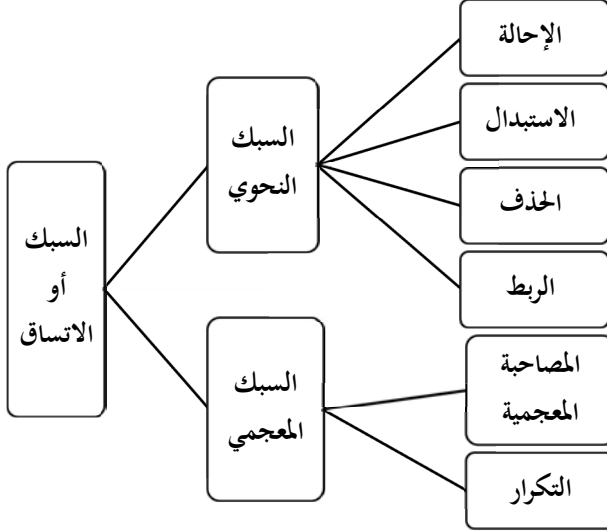 السبك
أو
الاتساق
السبك
النحوي
الإحالة
الاستبدال
الحذف
الربط
السبك
المعجمي
المصاحبة
المعجمية
التكرار